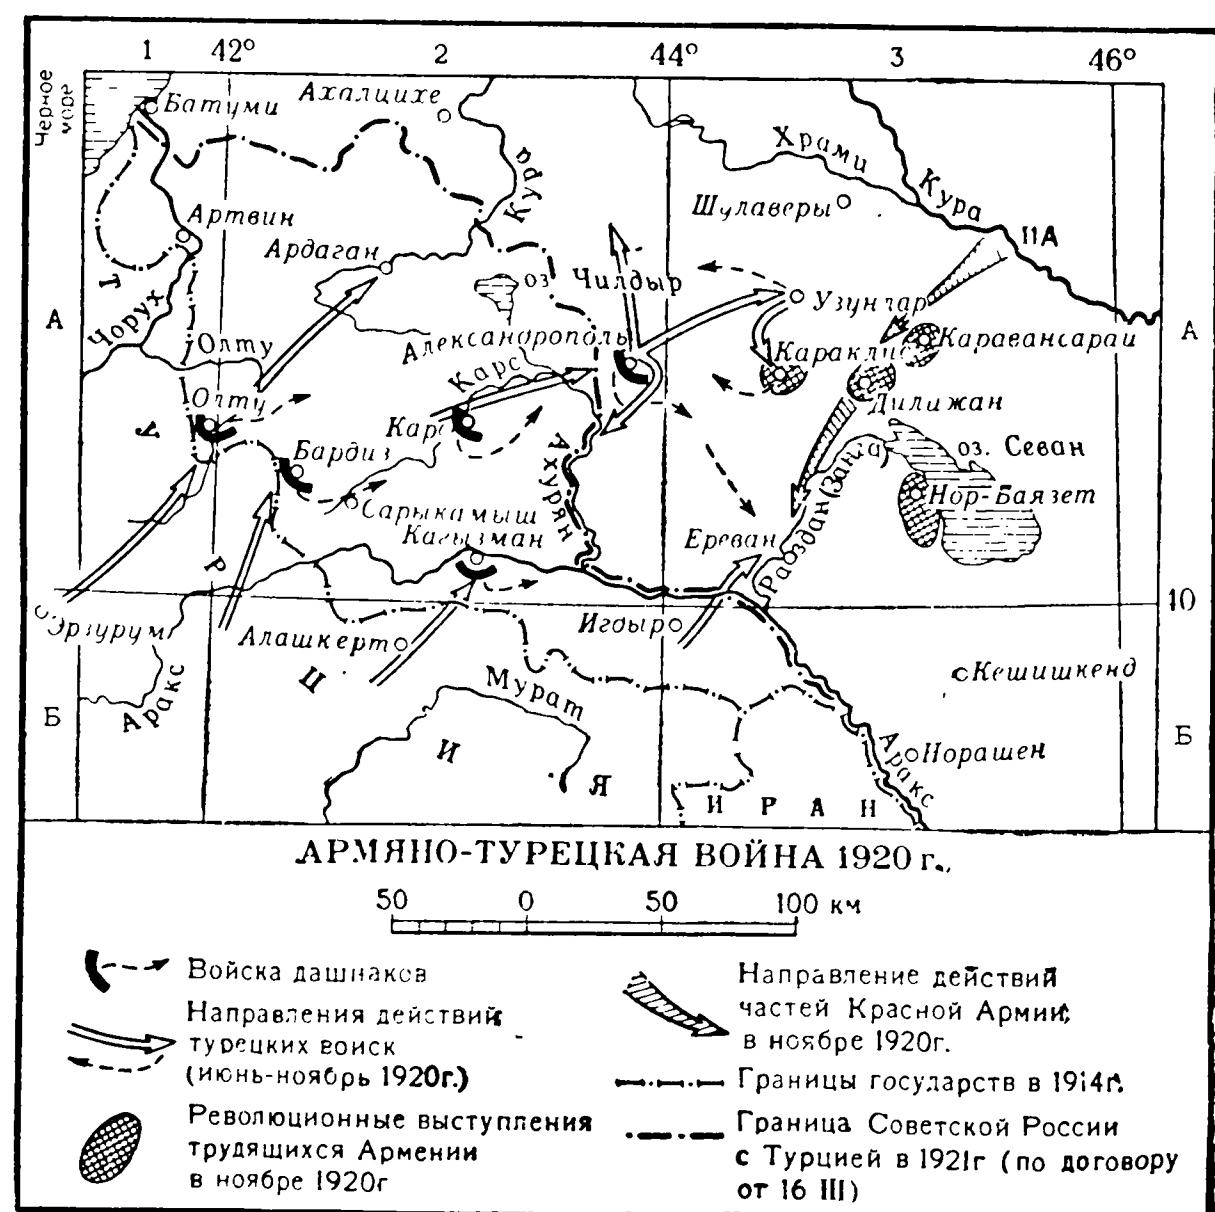 1 42° 2 44° 3 46°
Черное
море
Батуми
Ахалцихе
Кура
Храми
Кура
Шулаверы
11А
Артвин
Ардаган
оз. Чилдыр
Чорух
А
А
Узунлар
Александрополь
Караклис
Каравансараи
Олту
Карс
Олту
Дилижан
Карс
Бардиз
Ахурян
оз. Севан
Нор-Баязет
Сарыкамыш
Кагызман
Ереван
Раздан (Занга)
10
Эрзурум
Алашкерт
Игдыр
Кешишкенд
Аракс
Мурат
Б
Б
Норашен
Аракс
Т У Р Ц И Я
И Р А Н
АРМЯНО-ТУРЕЦКАЯ ВОЙНА 1920 г.
50 0 50 100 км
Войска дашнаков
Направления действий
турецких войск
(июнь-ноябрь 1920г.)
Революционные выступления
трудящихся Армении
в ноябре 1920г
Направление действий
частей Красной Армии,
в ноябре 1920г.
Границы государств в 1914г.
Граница Советской России
с Турцией в 1921г (по договору
от 16 III)